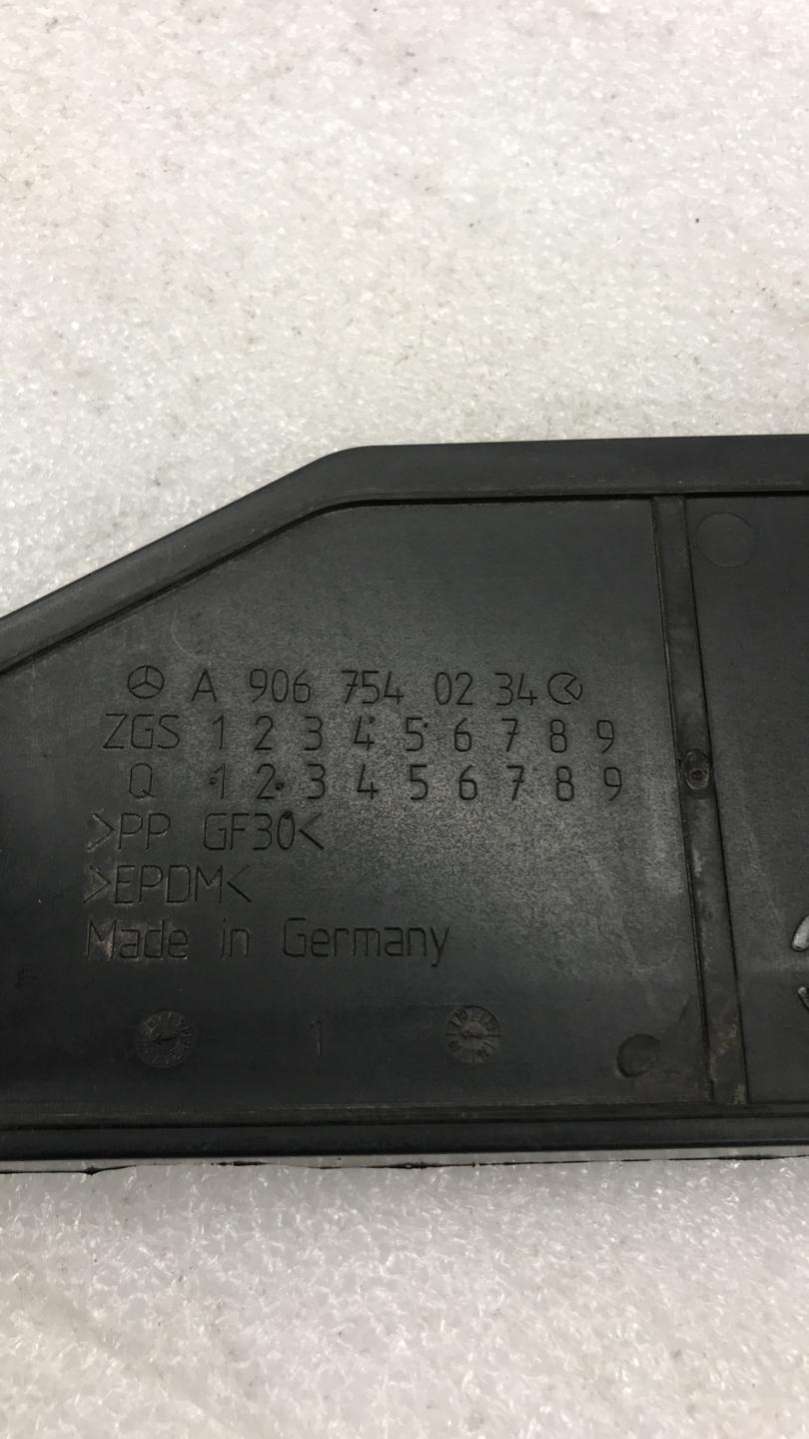 A 906 754 02 34
ZGS 1 2 3 4 5 6 7 8 9
Q 1 2 3 4 5 6 7 8 9
>PP GF30<
>EPDM<
Made in Germany
1